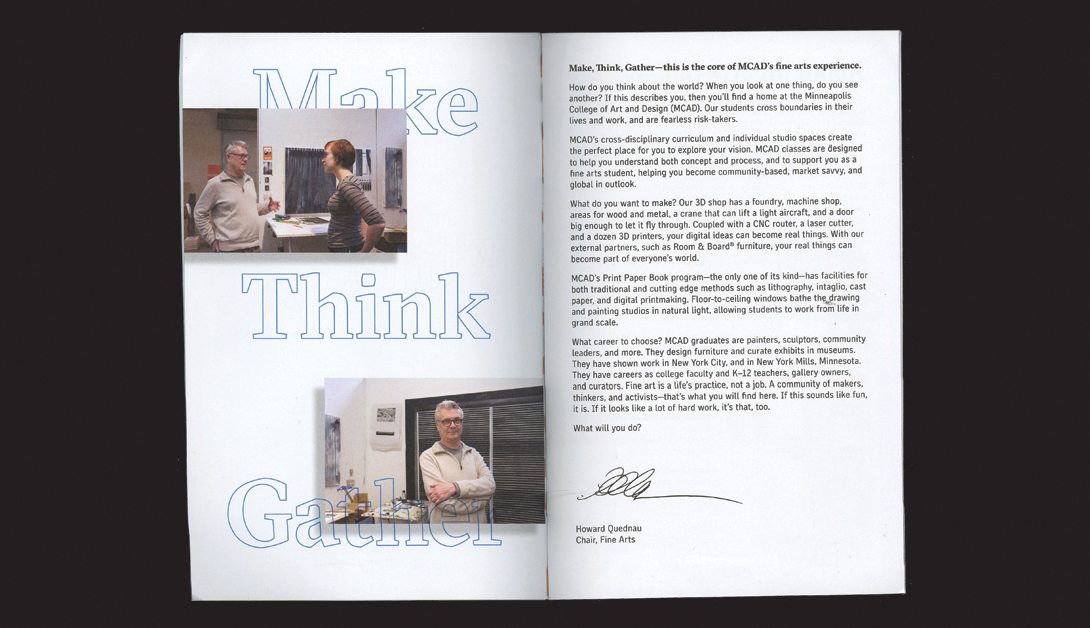 Make
Think
Gather
Make, Think, Gather—this is the core of MCAD's fine arts experience.
How do you think about the world? When you look at one thing, do you see
another? If this describes you, then you'll find a home at the Minneapolis
College of Art and Design (MCAD). Our students cross boundaries in their
lives and work, and are fearless risk-takers.
MCAD's cross-disciplinary curriculum and individual studio spaces create
the perfect place for you to explore your vision. MCAD classes are designed
to help you understand both concept and process, and to support you as a
fine arts student, helping you become community-based, market savvy, and
global in outlook.
What do you want to make? Our 3D shop has a foundry, machine shop,
areas for wood and metal, a crane that can lift a light aircraft, and a door
big enough to let it fly through. Coupled with a CNC router, a laser cutter,
and a dozen 3D printers, your digital ideas can become real things. With our
external partners, such as Room & Board® furniture, your real things can
become part of everyone's world.
MCAD's Print Paper Book program—the only one of its kind—has facilities for
both traditional and cutting edge methods such as lithography, intaglio, cast
paper, and digital printmaking. Floor-to-ceiling windows bathe the drawing
and painting studios in natural light, allowing students to work from life in
grand scale.
What career to choose? MCAD graduates are painters, sculptors, community
leaders, and more. They design furniture and curate exhibits in museums.
They have shown work in New York City, and in New York Mills, Minnesota.
They have careers as college faculty and K–12 teachers, gallery owners,
and curators. Fine art is a life's practice, not a job. A community of makers,
thinkers, and activists—that's what you will find here. If this sounds like fun,
it is. If it looks like a lot of hard work, it's that, too.
What will you do?
Howard Quednau
Chair, Fine Arts